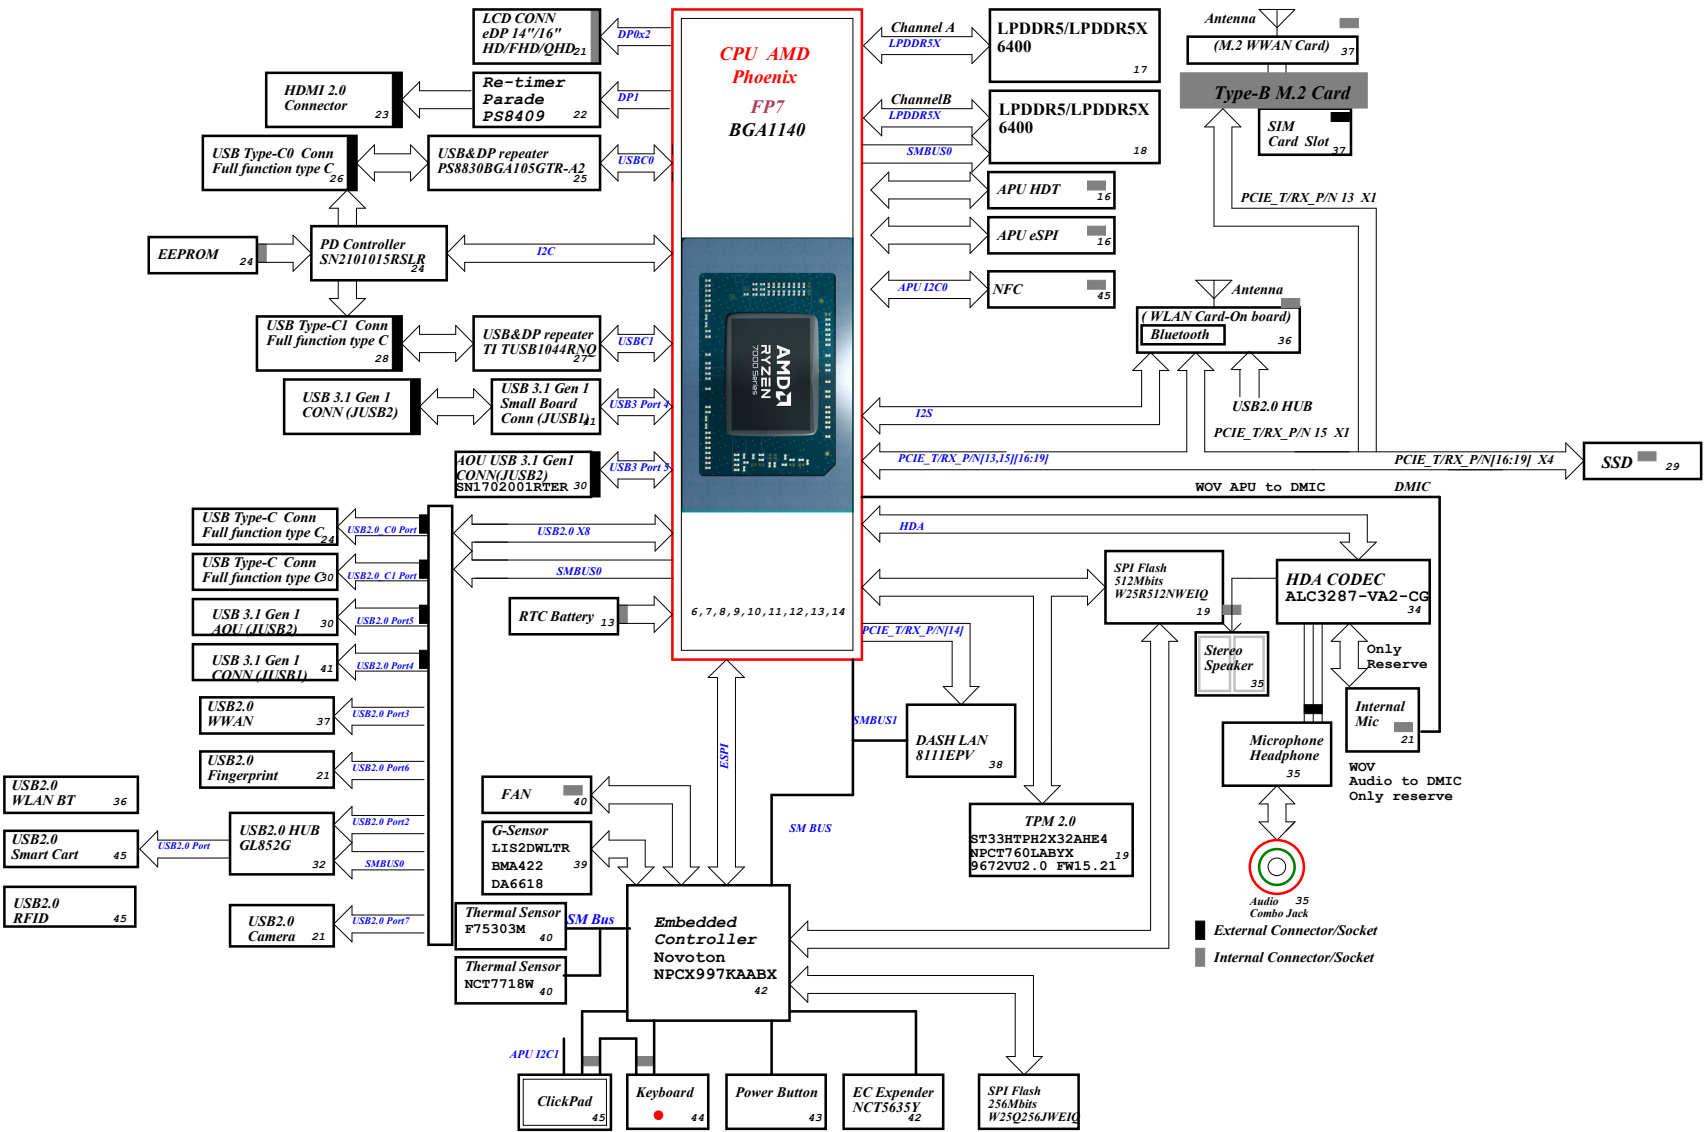 LCD CONN
eDP 14"/16"
HD/FHD/QHD
21
DP0x2
HDMI 2.0
Connector
23
Re-timer
Parade
PS8409
22
DP1
USB Type-C0 Conn
Full function type C
26
USB&DP repeater
PS8830BGA105GTR-A2
25
USBC0
EEPROM
24
PD Controller
SN2101015RSLR
24
I2C
USB Type-C1 Conn
Full function type C
28
USB&DP repeater
TI TUSB1044RNQ
27
USBC1
USB 3.1 Gen 1
CONN (JUSB2)
USB 3.1 Gen 1
Small Board
Conn (JUSB1)
41
USB3 Port 4
AOU USB 3.1 Gen1
CONN(JUSB2)
SN1702001RTER
30
USB3 Port 5
CPU AMD
Phoenix
FP7
BGA1140
AMD
RYZEN
7000 Series
6,7,8,9,10,11,12,13,14
Channel A
LPDDR5X
LPDDR5/LPDDR5X
6400
17
ChannelB
LPDDR5X
SMBUS0
LPDDR5/LPDDR5X
6400
18
APU HDT
16
APU eSPI
16
APU I2C0
NFC
45
Antenna
(M.2 WWAN Card)
37
Type-B M.2 Card
SIM
Card Slot
37
PCIE_T/RX_P/N 13 X1
Antenna
( WLAN Card-On board)
Bluetooth
36
USB2.0 HUB
I2S
PCIE_T/RX_P/N 15 X1
PCIE_T/RX_P/N[13,15][16:19]
PCIE_T/RX_P/N[16:19] X4
SSD
29
WOV APU to DMIC
DMIC
HDA
USB Type-C Conn
Full function type C
24
USB2.0_C0 Port
USB Type-C Conn
Full function type C
30
USB2.0_C1 Port
USB 3.1 Gen 1
AOU (JUSB2)
30
USB2.0 Port5
USB 3.1 Gen 1
CONN (JUSB1)
41
USB2.0 Port4
USB2.0
WWAN
37
USB2.0 Port3
USB2.0
Fingerprint
21
USB2.0 Port6
USB2.0
WLAN BT
36
USB2.0
Smart Cart
45
USB2.0 Port
USB2.0
RFID
45
USB2.0 HUB
GL852G
32
USB2.0 Port2
SMBUS0
USB2.0
Camera
21
USB2.0 Port7
USB2.0 X8
SMBUS0
RTC Battery
13
SPI Flash
512Mbits
W25R512NWEIQ
19
HDA CODEC
ALC3287-VA2-CG
34
Stereo
Speaker
35
Only
Reserve
Internal
Mic
21
Microphone
Headphone
35
WOV
Audio to DMIC
Only reserve
Audio
Combo Jack
35
External Connector/Socket
Internal Connector/Socket
PCIE_T/RX_P/N[14]
SMBUS1
DASH LAN
8111EPV
38
TPM 2.0
ST33HTPH2X32AHE4
NPCT760LABYX
9672VU2.0 FW15.21
19
ESPI
SM BUS
FAN
40
G-Sensor
LIS2DWLTR
BMA422
DA6618
39
Thermal Sensor
F75303M
40
SM Bus
Thermal Sensor
NCT7718W
40
Embedded
Controller
Novoton
NPCX997KAABX
42
APU I2C1
ClickPad
45
Keyboard
44
Power Button
43
EC Expender
NCT5635Y
42
SPI Flash
256Mbits
W25Q256JWEIQ